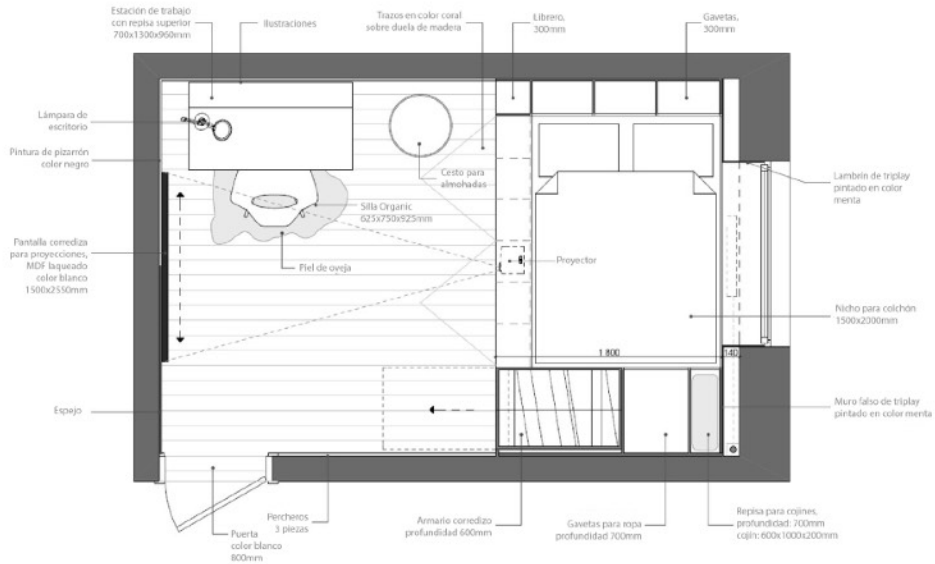 Estación de trabajo
con repisa superior
700x1300x960mm
Ilustraciones
Trazos en color coral
sobre duela de madera
Librero,
300mm
Gavetas,
300mm
Lámpara de
escritorio
Pintura de pizarrón
color negro
Cesto para
almohadas
Lambrín de triplay
pintado en color
menta
Silla Organic
625x750x925mm
Pantalla corrediza
para proyecciones,
MDF laqueado
color blanco
1500x2550mm
Piel de oveja
Proyector
Nicho para colchón
1500x2000mm
1 800
140
Espejo
Muro falso de triplay
pintado en color menta
Puerta
color blanco
800mm
Percheros
3 piezas
Armario corredizo
profundidad 600mm
Gavetas para ropa
profundidad 700mm
Repisa para cojines,
profundidad: 700mm
cojín: 600x1000x200mm